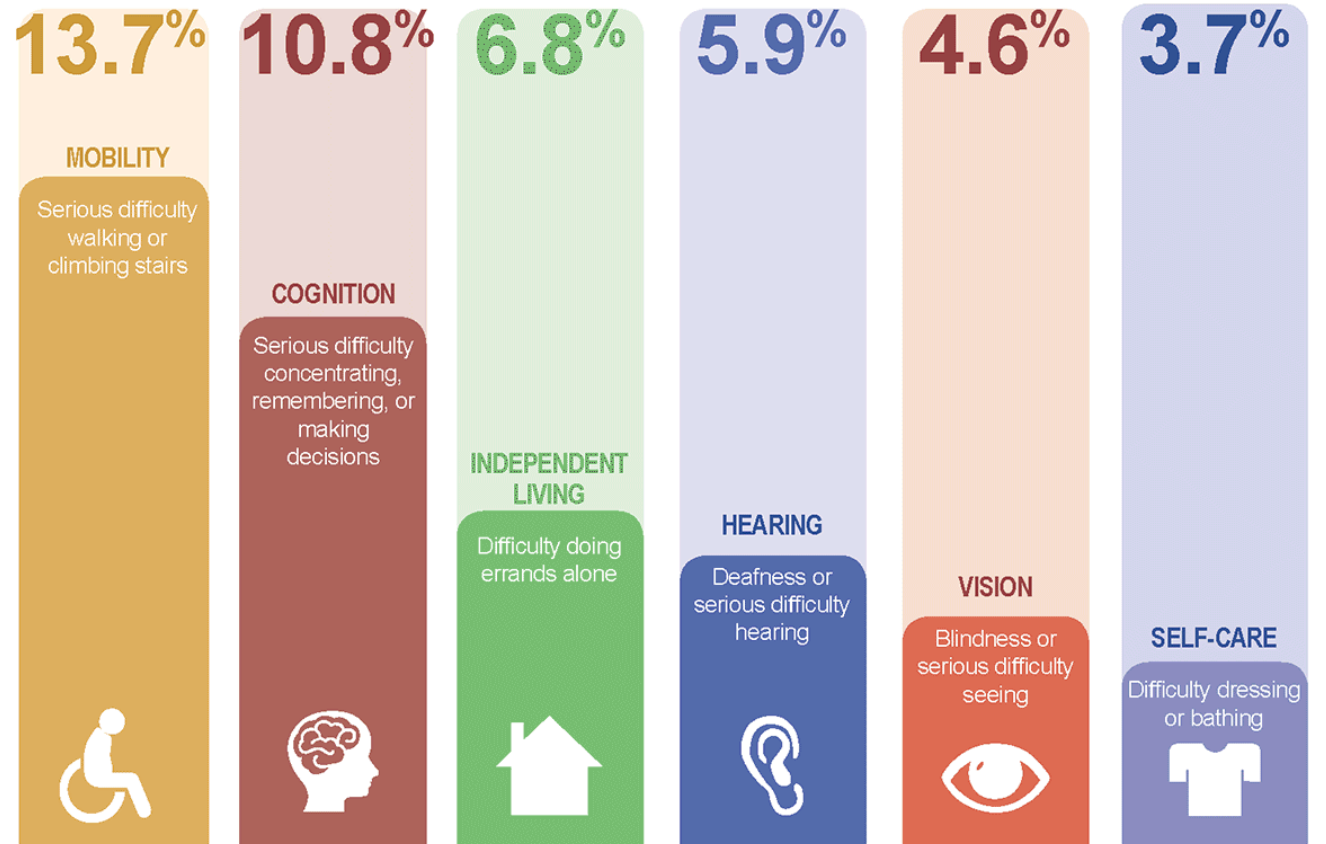 13.7%
MOBILITY
Serious difficulty
walking or
climbing stairs
10.8%
COGNITION
Serious difficulty
concentrating,
remembering, or
making
decisions
6.8%
INDEPENDENT
LIVING
Difficulty doing
errands alone
5.9%
HEARING
Deafness or
serious difficulty
hearing
4.6%
VISION
Blindness or
serious difficulty
seeing
3.7%
SELF-CARE
Difficulty dressing
or bathing